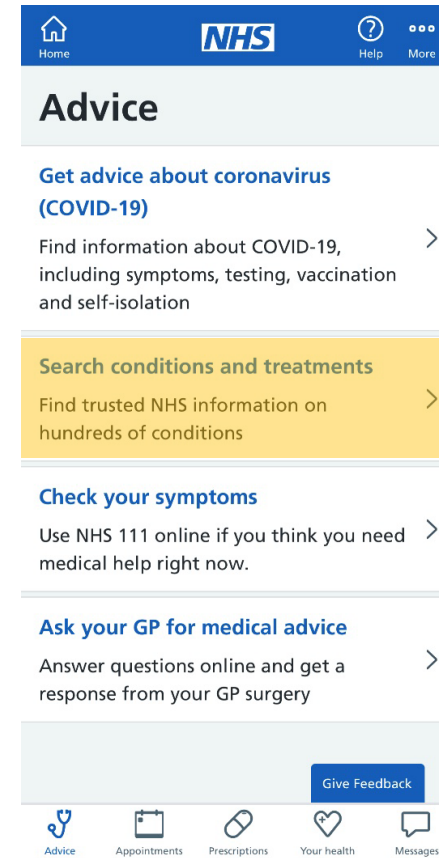 NHS
Home
Help
More
Advice
Get advice about coronavirus
(COVID-19)
Find information about COVID-19,
including symptoms, testing, vaccination
and self-isolation
Search conditions and treatments
Find trusted NHS information on
hundreds of conditions
Check your symptoms
Use NHS 111 online if you think you need
medical help right now.
Ask your GP for medical advice
Answer questions online and get a
response from your GP surgery
Give Feedback
Advice
Appointments
Prescriptions
Your health
Messages